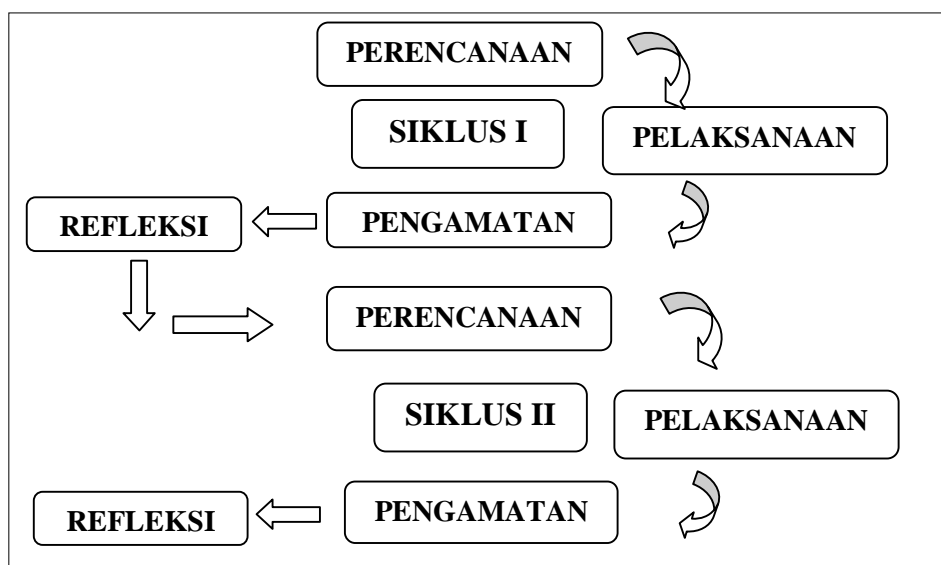 PERENCANAAN
SIKLUS I
PELAKSANAAN
REFLEKSI
PENGAMATAN
PERENCANAAN
SIKLUS II
PELAKSANAAN
REFLEKSI
PENGAMATAN